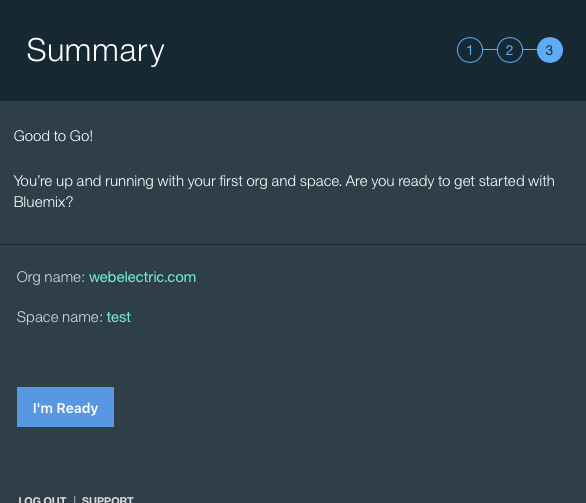 Summary
1 2 3
Good to Go!
You're up and running with your first org and space. Are you ready to get started with
Bluemix?
Org name: webelectric.com
Space name: test
I'm Ready
LOG OUT | SUPPORT